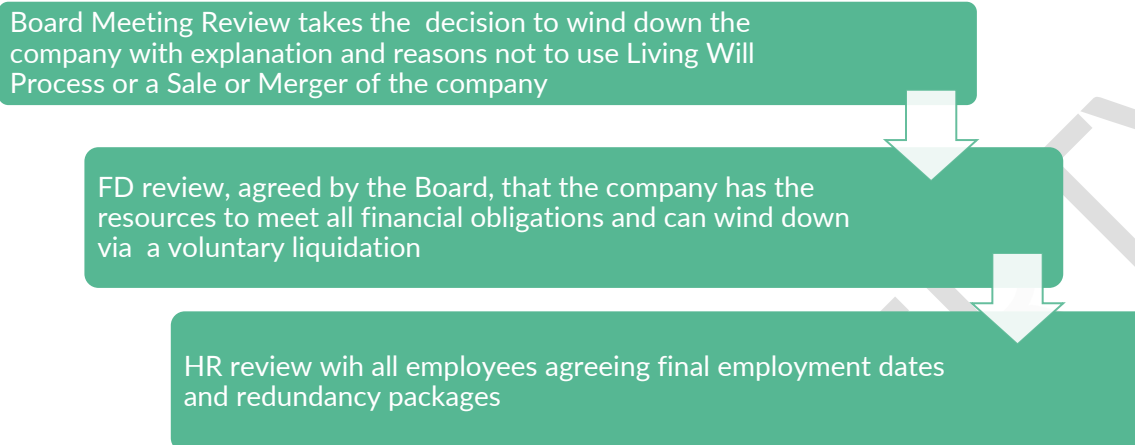 Board Meeting Review takes the  decision to wind down the
company with explanation and reasons not to use Living Will
Process or a Sale or Merger of the company
FD review, agreed by the Board, that the company has the
resources to meet all financial obligations and can wind down
via  a voluntary liquidation
HR review wih all employees agreeing final employment dates
and redundancy packages